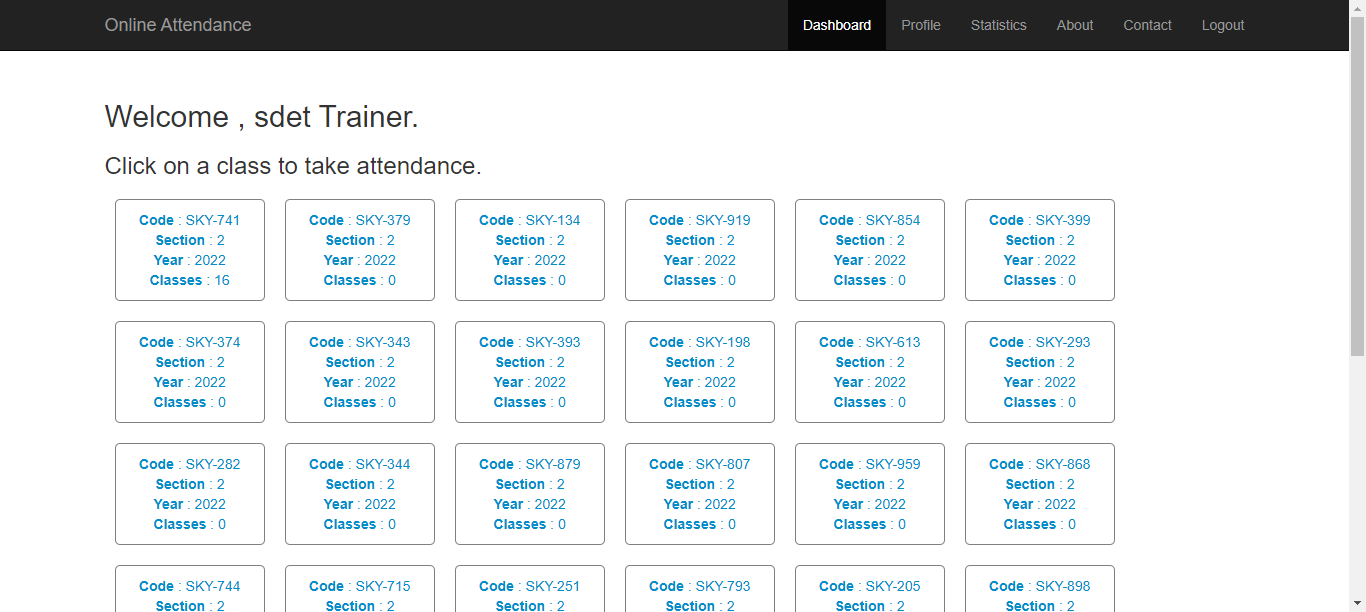 Online Attendance Dashboard Profile Statistics About Contact Logout
Welcome , sdet Trainer.
Click on a class to take attendance.
Code : SKY-741 Code : SKY-379 Code : SKY-134 Code : SKY-919 Code : SKY-854 Code : SKY-399
Section : 2 Section : 2 Section : 2 Section : 2 Section : 2 Section : 2
Year : 2022 Year : 2022 Year : 2022 Year : 2022 Year : 2022 Year : 2022
Classes : 16 Classes : 0 Classes : 0 Classes : 0 Classes : 0 Classes : 0
Code : SKY-374 Code : SKY-343 Code : SKY-393 Code : SKY-198 Code : SKY-613 Code : SKY-293
Section : 2 Section : 2 Section : 2 Section : 2 Section : 2 Section : 2
Year : 2022 Year : 2022 Year : 2022 Year : 2022 Year : 2022 Year : 2022
Classes : 0 Classes : 0 Classes : 0 Classes : 0 Classes : 0 Classes : 0
Code : SKY-282 Code : SKY-344 Code : SKY-879 Code : SKY-807 Code : SKY-959 Code : SKY-868
Section : 2 Section : 2 Section : 2 Section : 2 Section : 2 Section : 2
Year : 2022 Year : 2022 Year : 2022 Year : 2022 Year : 2022 Year : 2022
Classes : 0 Classes : 0 Classes : 0 Classes : 0 Classes : 0 Classes : 0
Code : SKY-744 Code : SKY-715 Code : SKY-251 Code : SKY-793 Code : SKY-205 Code : SKY-898
Section : 2 Section : 2 Section : 2 Section : 2 Section : 2 Section : 2